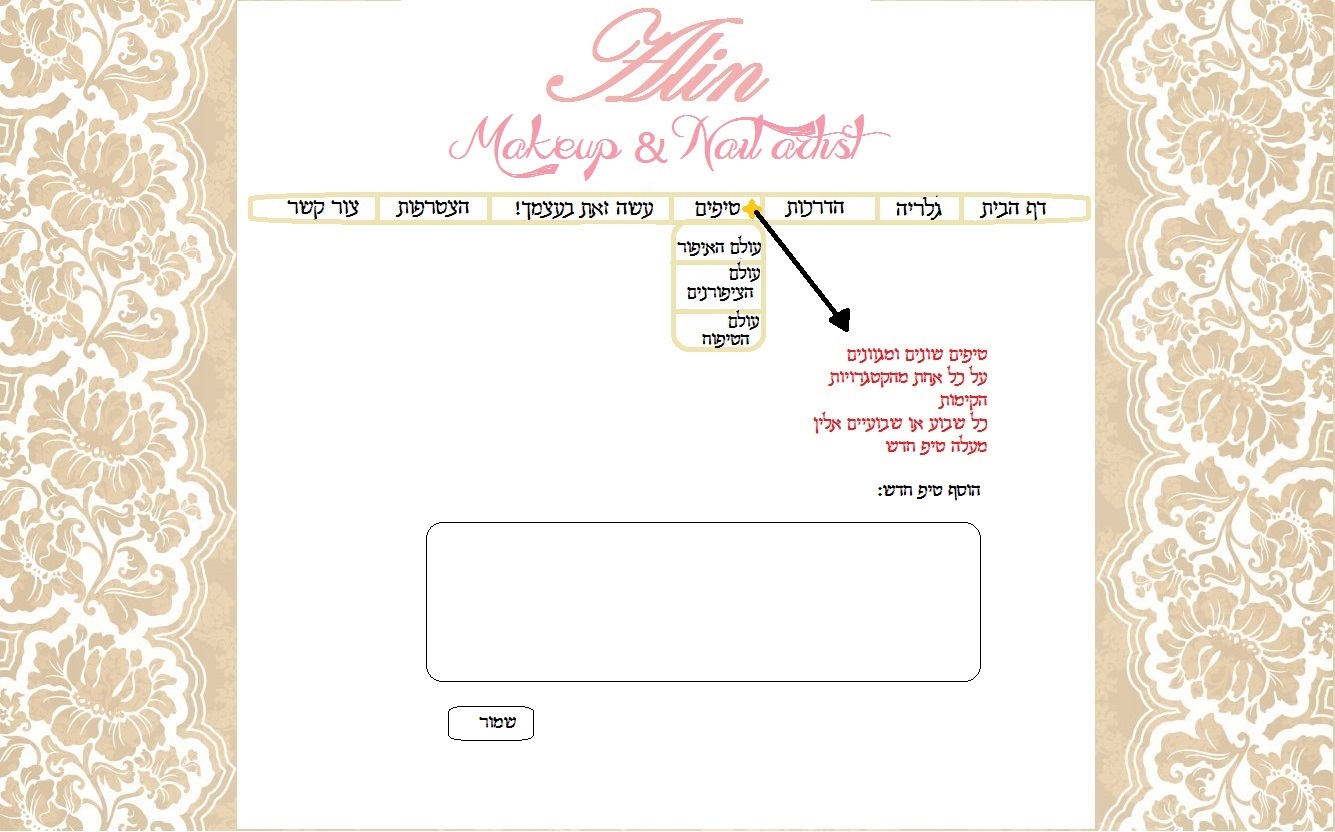 Alin
Makeup & Nail artist
דף הבית גלריה הדרכות טיפים עשה זאת בעצמך! הצטרפות צור קשר
עולם האיפור
עולם
הציפורנים
עולם
הטיפוח
טיפים שונים ומגוונים
על כל אחת מהקטגרויות
הקימות
כל שבוע או שבועיים אלין
מעלה טיפ חדש
הוסף טיפ חדש:
שמור